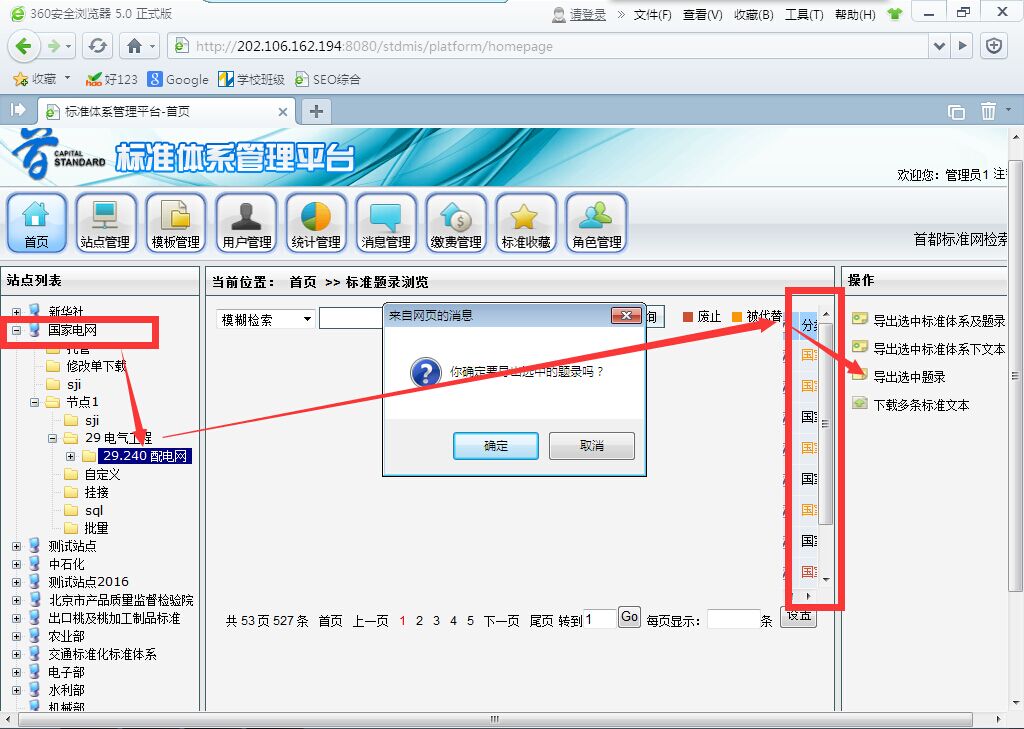 360安全浏览器 5.0 正式版
请登录 » 文件(F) 查看(V) 收藏(B) 工具(T) 帮助(H)
http://202.106.162.194:8080/stdmis/platform/homepage
收藏 好123 Google 学校班级 SEO综合
标准体系管理平台-首页
CAPITAL
STANDARD
标准体系管理平台
欢迎您：管理员1 注
首页 站点管理 模板管理 用户管理 统计管理 消息管理 缴费管理 标准收藏 角色管理
首都标准网检索
站点列表
新华社
国家电网
托管
修改单下载
sji
节点1
sji
29 电气工程
29.240 配电网
自定义
挂接
sql
批量
测试站点
中石化
测试站点2016
北京市产品质量监督检验院
出口桃及桃加工制品标准
农业部
交通标准化标准体系
电子部
水利部
机械部
当前位置： 首页 >> 标准题录浏览
模糊检索 询 废止 被代替
分类
国家
国家
国家
国家
国家
国家
国家
国家
来自网页的消息
你确定要导出选中的题录吗？
确定 取消
共 53 页 527 条 首页 上一页 1 2 3 4 5 下一页 尾页 转到 1 Go 每页显示： 条 设置
操作
导出选中标准体系及题录
导出选中标准体系下文本
导出选中题录
下载多条标准文本